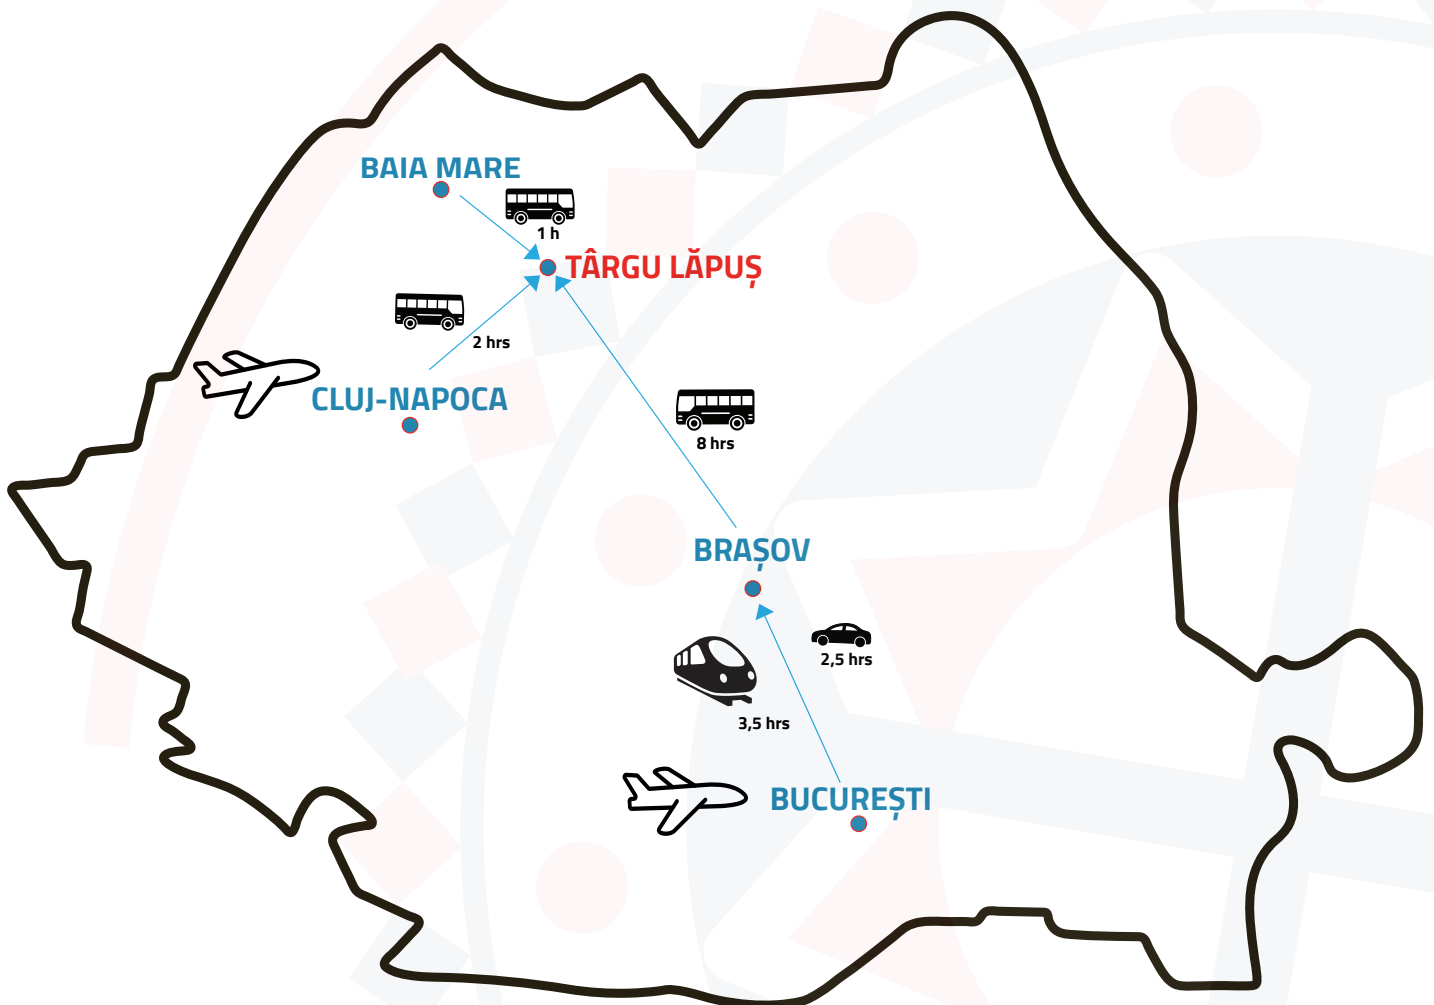 BAIA MARE
1 h
TÂRGU LĂPUȘ
2 hrs
CLUJ-NAPOCA
8 hrs
BRAȘOV
2,5 hrs
3,5 hrs
BUCUREȘTI